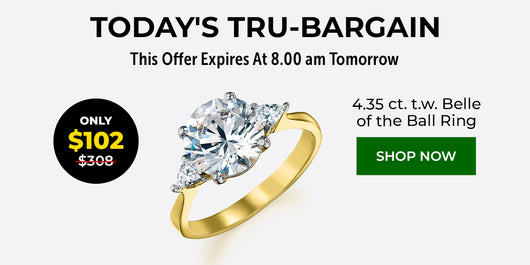 TODAY'S TRU-BARGAIN
This Offer Expires At 8.00 am Tomorrow
ONLY
$102
$308
4.35 ct. t.w. Belle
of the Ball Ring
SHOP NOW